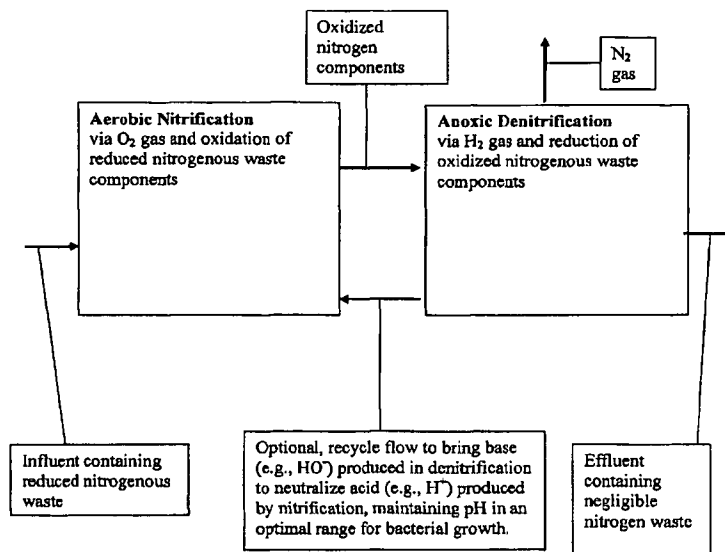 Oxidized
nitrogen
components
N₂
gas
Aerobic Nitrification
via O₂ gas and oxidation of
reduced nitrogenous waste
components
Anoxic Denitrification
via H₂ gas and reduction of
oxidized nitrogenous waste
components
Influent containing
reduced nitrogenous
waste
Optional, recycle flow to bring base
(e.g., HO⁻) produced in denitrification
to neutralize acid (e.g., H⁺) produced
by nitrification, maintaining pH in an
optimal range for bacterial growth.
Effluent
containing
negligible
nitrogen waste